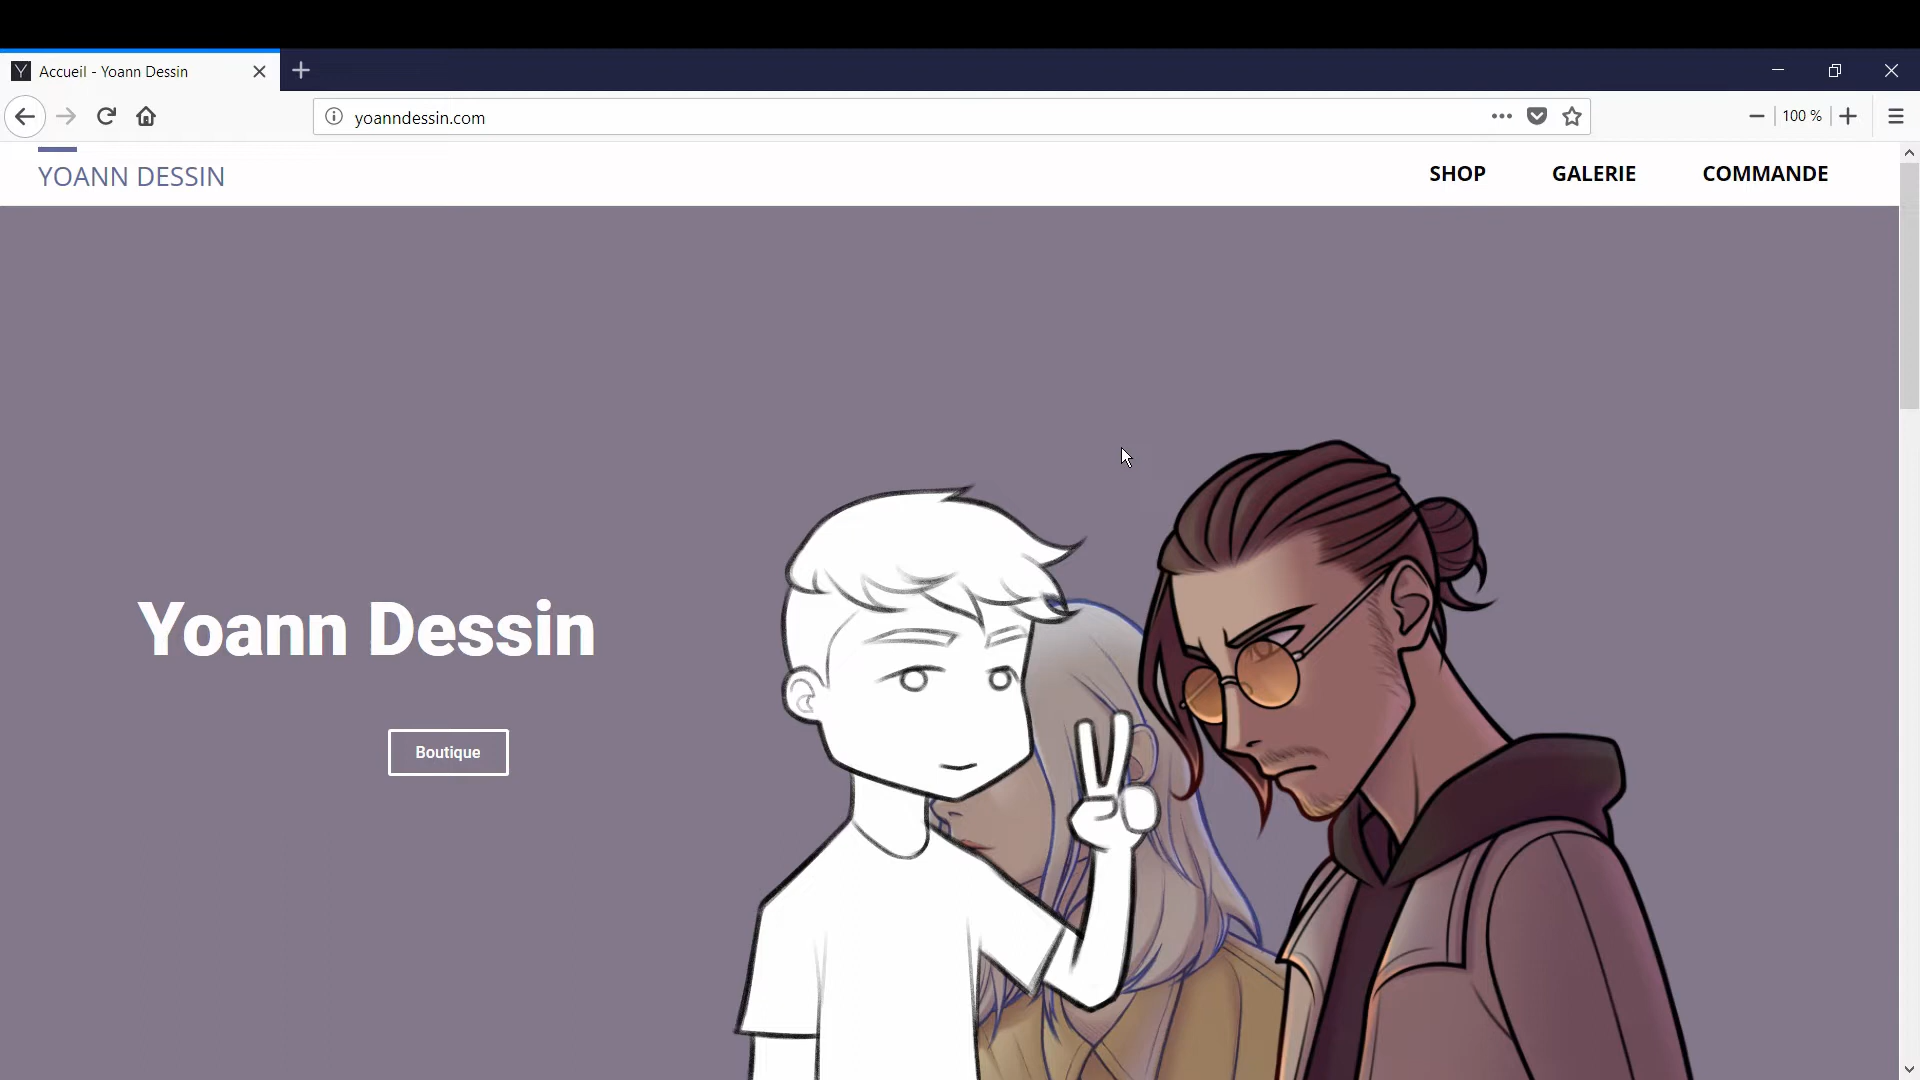 Y Accueil - Yoann Dessin
yoanndessin.com
100 %
YOANN DESSIN
SHOP GALERIE COMMANDE
Yoann Dessin
Boutique